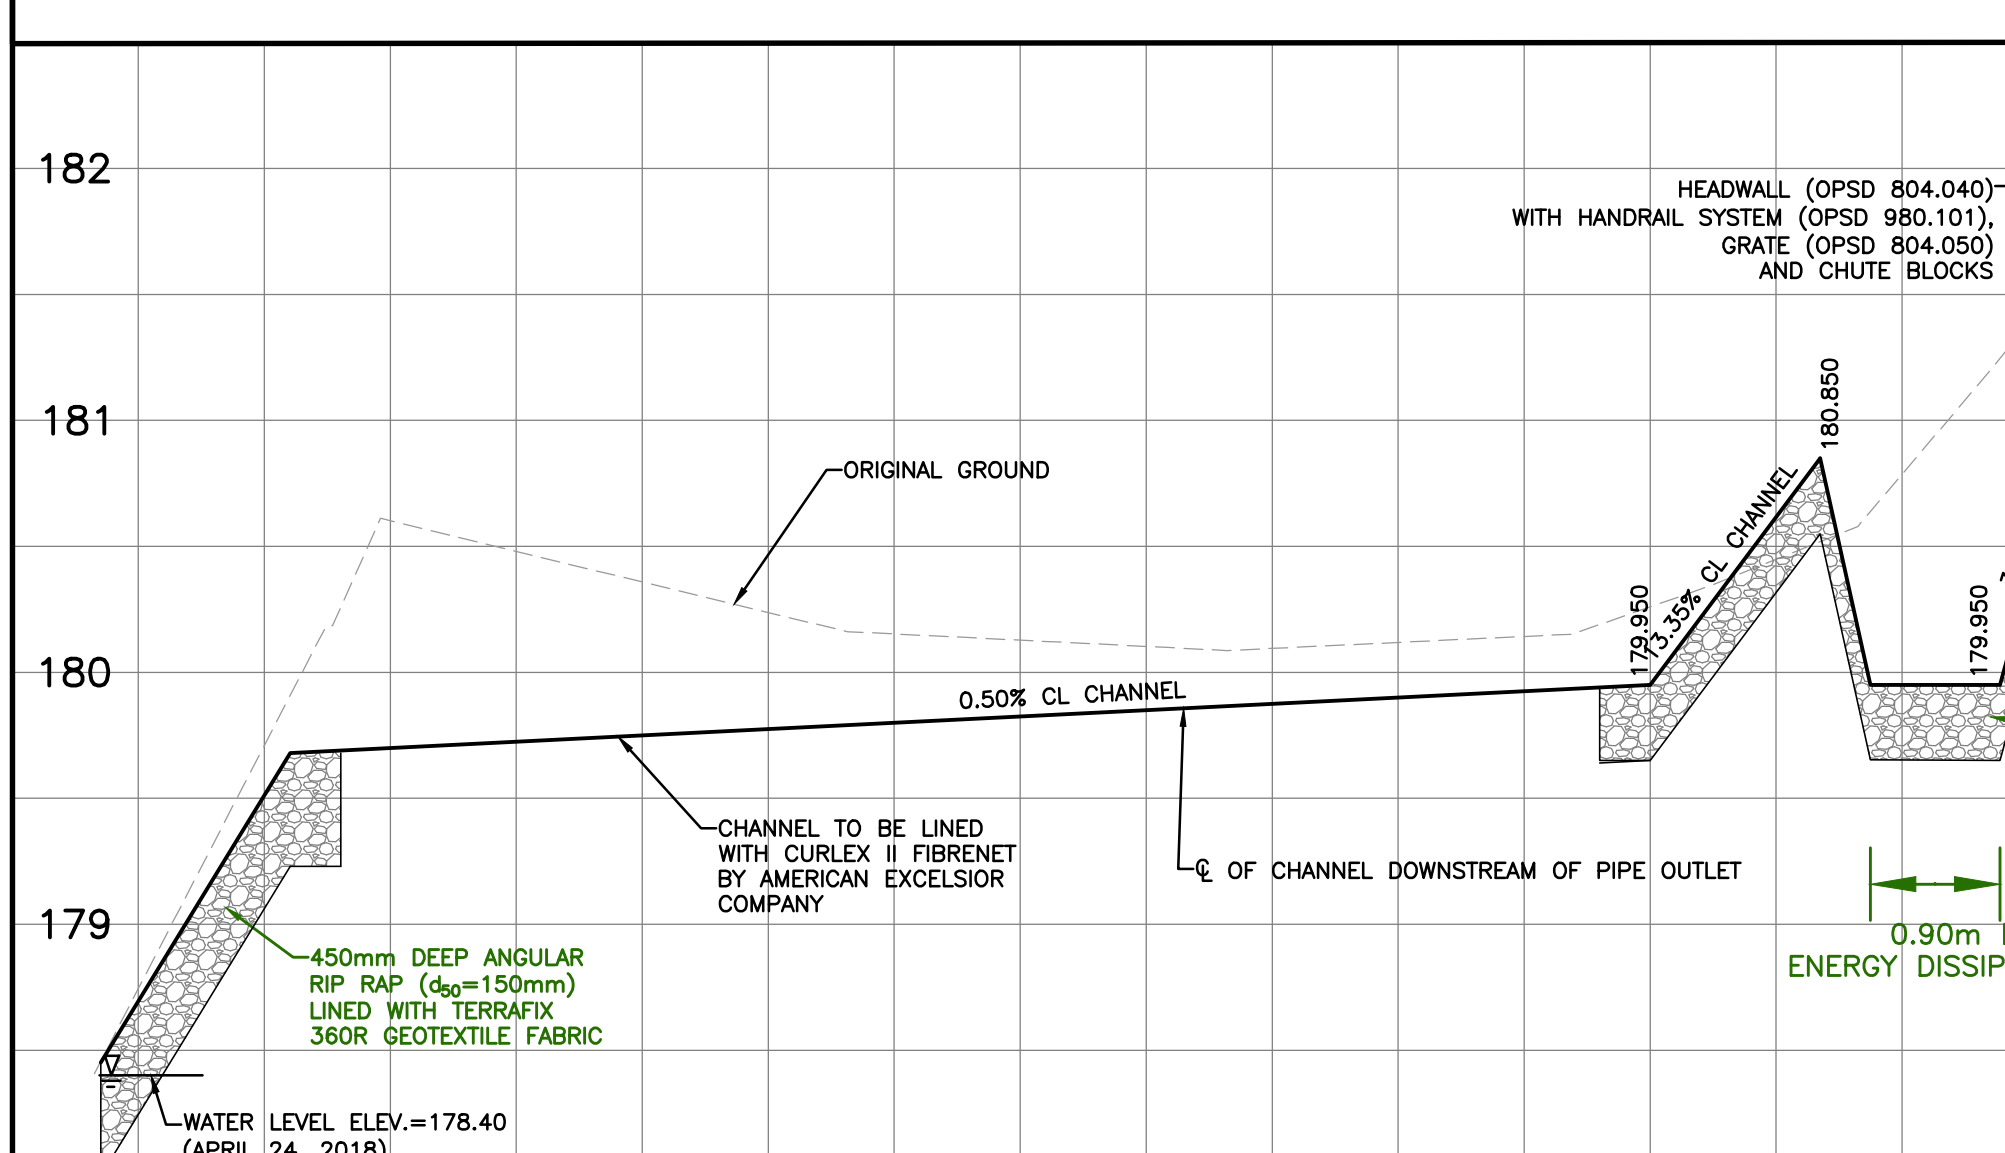 182
HEADWALL (OPSD 804.040)
WITH HANDRAIL SYSTEM (OPSD 980.101),
GRATE (OPSD 804.050)
AND CHUTE BLOCKS
181
180.850
ORIGINAL GROUND
13.35% CL CHANNEL
179.950
179.950
180
0.50% CL CHANNEL
CHANNEL TO BE LINED
WITH CURLEX II FIBRENET
BY AMERICAN EXCELSIOR
COMPANY
℄ OF CHANNEL DOWNSTREAM OF PIPE OUTLET
179
0.90m
ENERGY DISSIP
450mm DEEP ANGULAR
RIP RAP (d50=150mm)
LINED WITH TERRAFIX
360R GEOTEXTILE FABRIC
WATER LEVEL ELEV.=178.40
(APRIL 24, 2018)